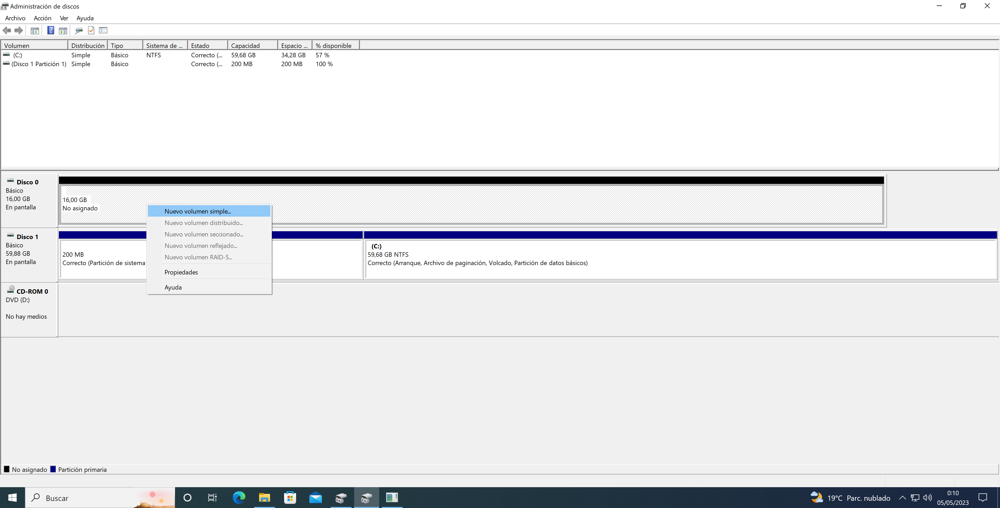 Administración de discos
Archivo Acción Ver Ayuda
Volumen Distribución Tipo Sistema de ... Estado Capacidad Espacio ... % disponible
(C:) Simple Básico NTFS Correcto (... 59,68 GB 34,28 GB 57 %
(Disco 1 Partición 1) Simple Básico Correcto (... 200 MB 200 MB 100 %
Disco 0
Básico
16,00 GB
En pantalla
16,00 GB
No asignado
Nuevo volumen simple...
Nuevo volumen distribuido...
Nuevo volumen seccionado...
Nuevo volumen reflejado...
Nuevo volumen RAID-5...
Propiedades
Ayuda
Disco 1
Básico
59,88 GB
En pantalla
200 MB
Correcto (Partición de sistema
(C:)
59,68 GB NTFS
Correcto (Arranque, Archivo de paginación, Volcado, Partición de datos básicos)
CD-ROM 0
DVD (D:)
No hay medios
No asignado Partición primaria
Buscar
19°C Parc. nublado
0:10
05/05/2023